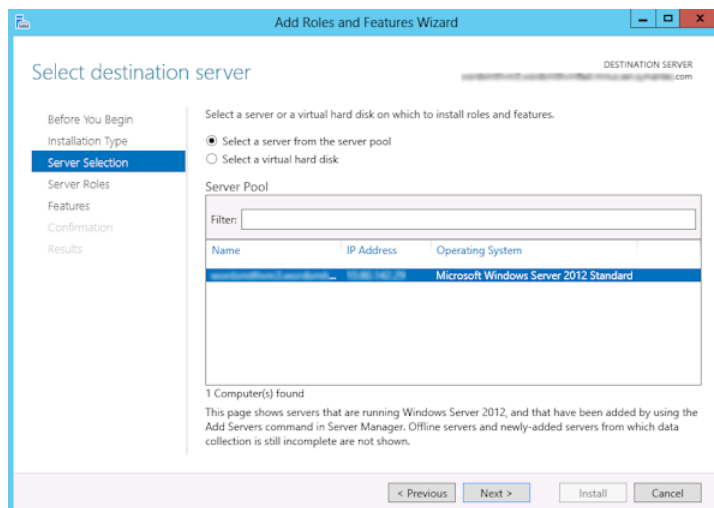 Add Roles and Features Wizard
Select destination server
DESTINATION SERVER
.com
Before You Begin
Installation Type
Server Selection
Server Roles
Features
Confirmation
Results
Select a server or a virtual hard disk on which to install roles and features.
Select a server from the server pool
Select a virtual hard disk
Server Pool
Filter:
Name IP Address Operating System
... Microsoft Windows Server 2012 Standard
1 Computer(s) found
This page shows servers that are running Windows Server 2012, and that have been added by using the
Add Servers command in Server Manager. Offline servers and newly-added servers from which data
collection is still incomplete are not shown.
< Previous Next > Install Cancel